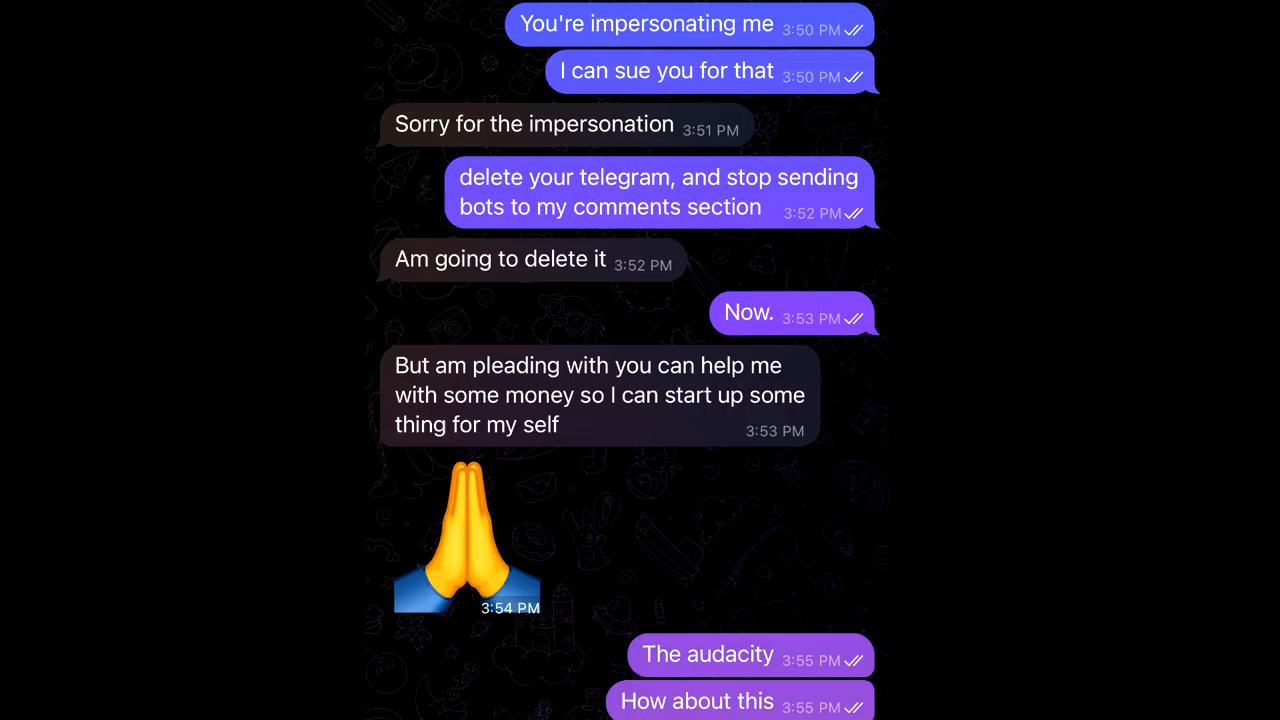 You're impersonating me 3:50 PM
I can sue you for that 3:50 PM
Sorry for the impersonation 3:51 PM
delete your telegram, and stop sending
bots to my comments section 3:52 PM
Am going to delete it 3:52 PM
Now. 3:53 PM
But am pleading with you can help me
with some money so I can start up some
thing for my self 3:53 PM
3:54 PM
The audacity 3:55 PM
How about this 3:55 PM